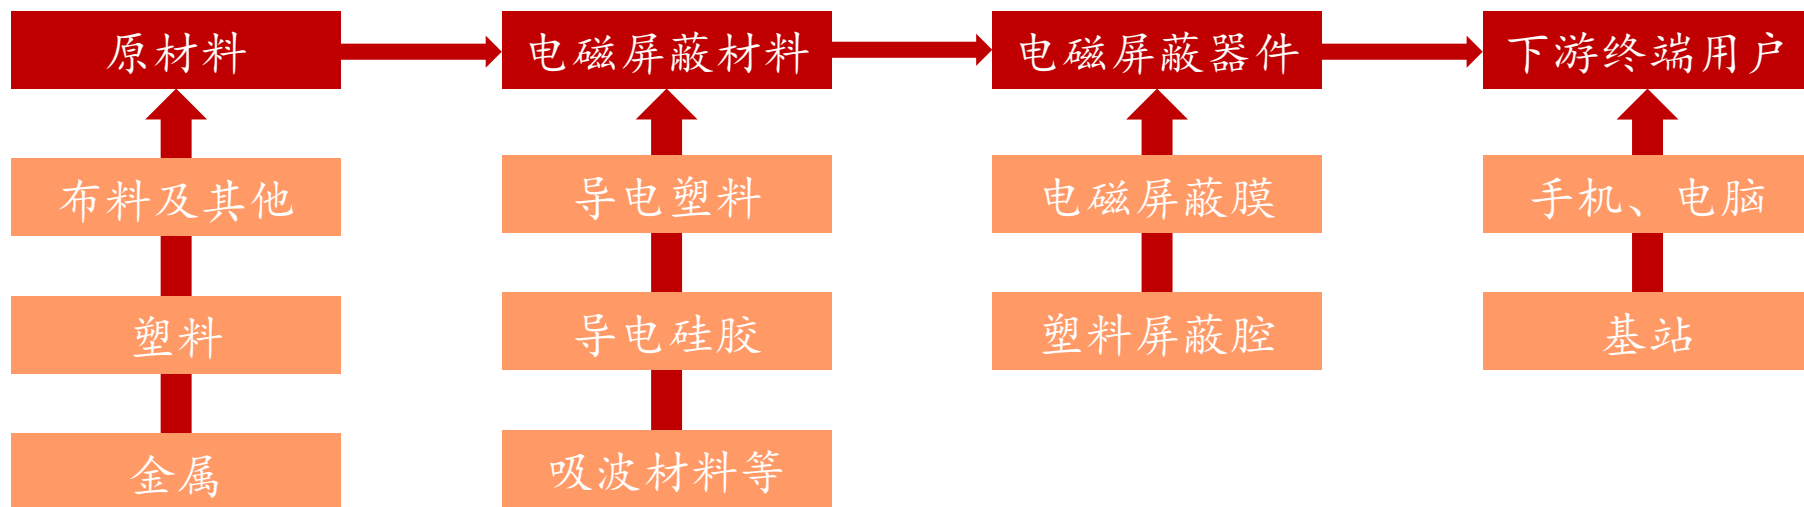 原材料
电磁屏蔽材料
电磁屏蔽器件
下游终端用户
布料及其他
导电塑料
电磁屏蔽膜
手机、电脑
塑料
导电硅胶
塑料屏蔽腔
基站
金属
吸波材料等